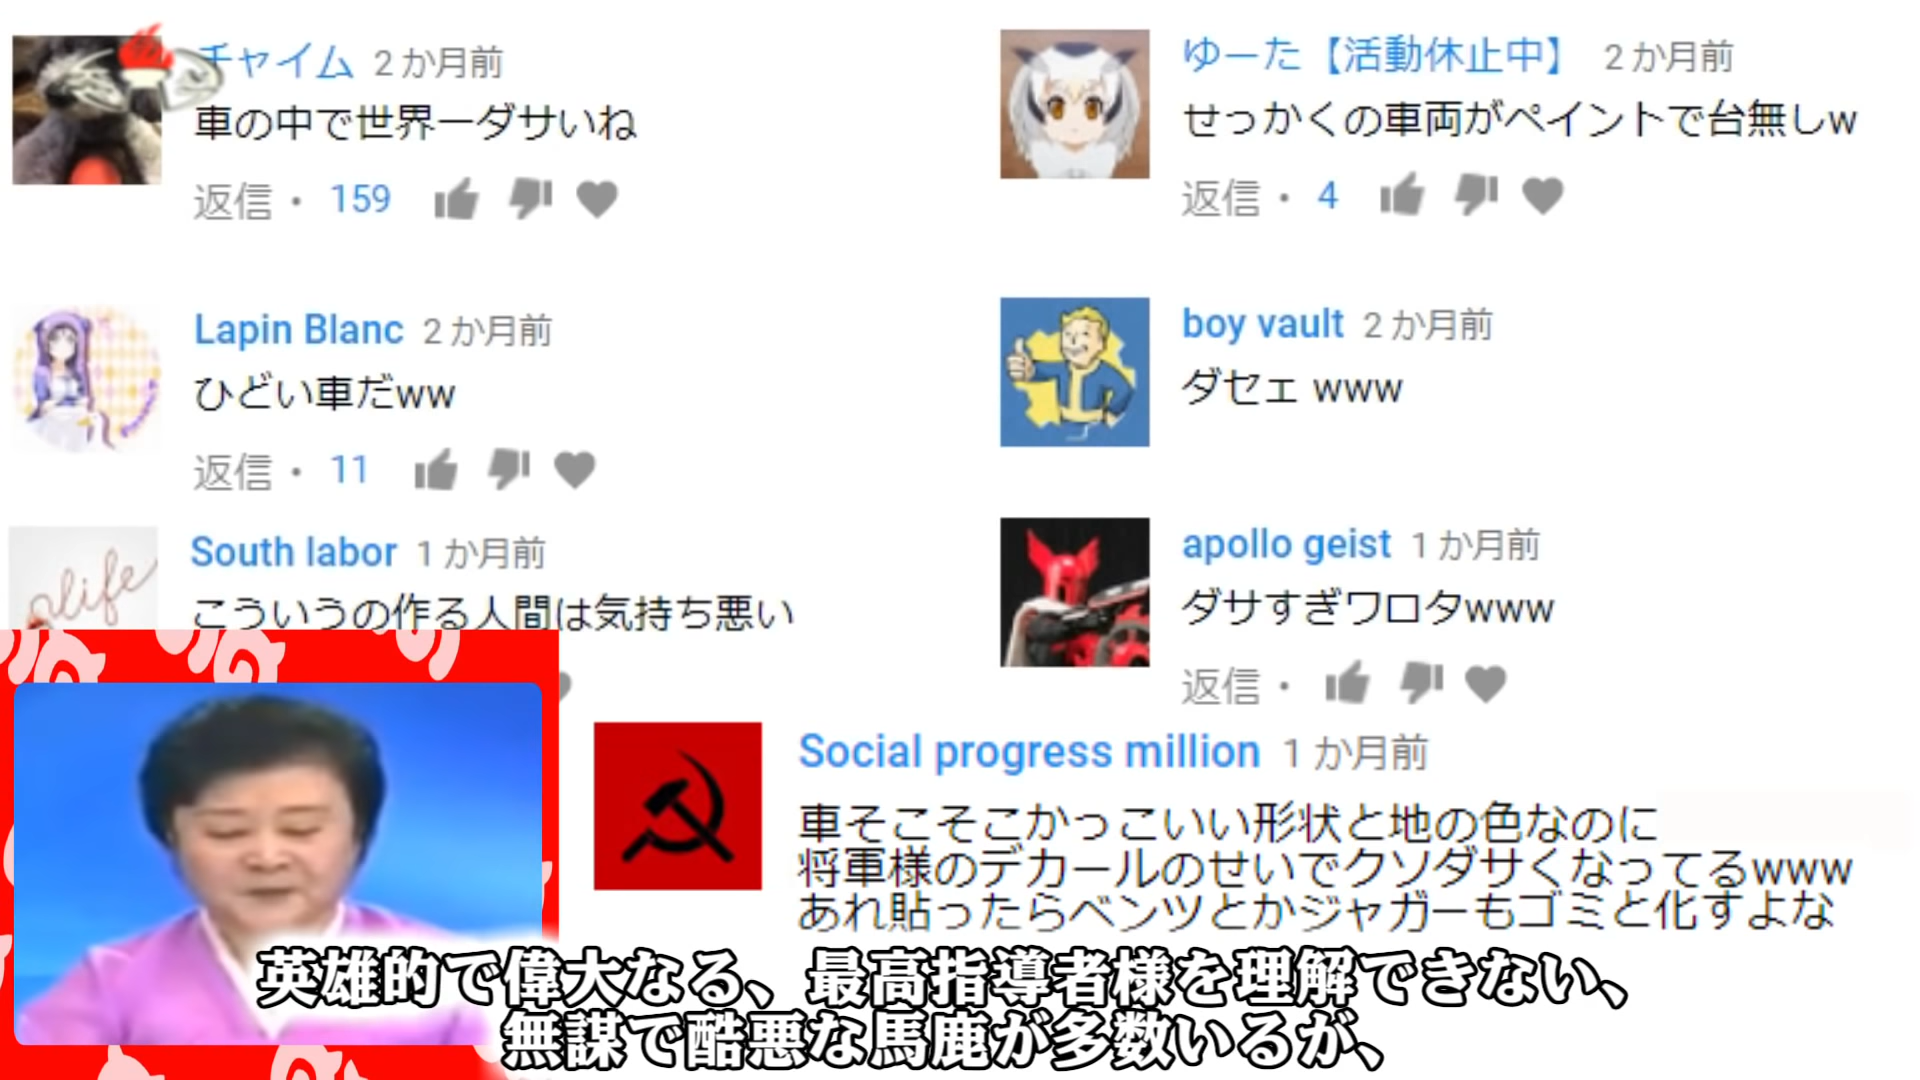 チャイム 2 か月前
車の中で世界一ダサいね
返信・ 159
ゆーた【活動休止中】 2 か月前
せっかくの車両がペイントで台無しw
返信・ 4
Lapin Blanc 2 か月前
ひどい車だww
返信・ 11
boy vault 2 か月前
ダセェ www
life
South labor 1 か月前
こういうの作る人間は気持ち悪い
apollo geist 1 か月前
ダサすぎワロタwww
返信・
Social progress million 1 か月前
車そこそこかっこいい形状と地の色なのに
将軍様のデカールのせいでクソダサくなってるwww
あれ貼ったらベンツとかジャガーもゴミと化すよな
英雄的で偉大なる、最高指導者様を理解できない、
無謀で酷悪な馬鹿が多数いるが、